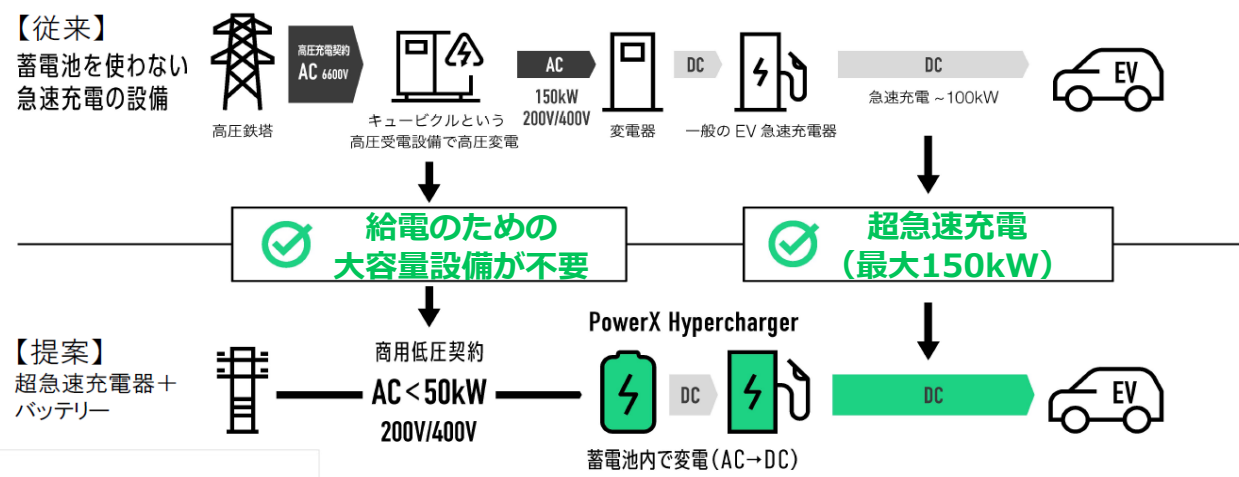 【従来】
蓄電池を使わない
急速充電の設備
高圧鉄塔
高圧充電契約
AC 6600V
キュービクルという
高圧受電設備で高圧変電
AC
150kW
200V/400V
変電器
DC
一般の EV 急速充電器
DC
急速充電 ~100kW
EV
給電のための
大容量設備が不要
超急速充電
（最大150kW）
【提案】
超急速充電器＋
バッテリー
商用低圧契約
AC<50kW
200V/400V
PowerX Hypercharger
DC
蓄電池内で変電(AC→DC)
DC
EV